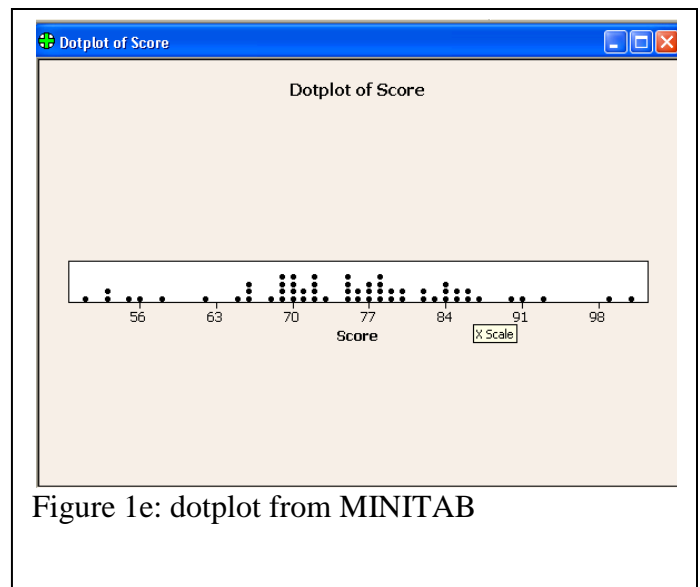 Dotplot of Score
Dotplot of Score
56 63 70 77 84 91 98
Score
X Scale
Figure 1e: dotplot from MINITAB